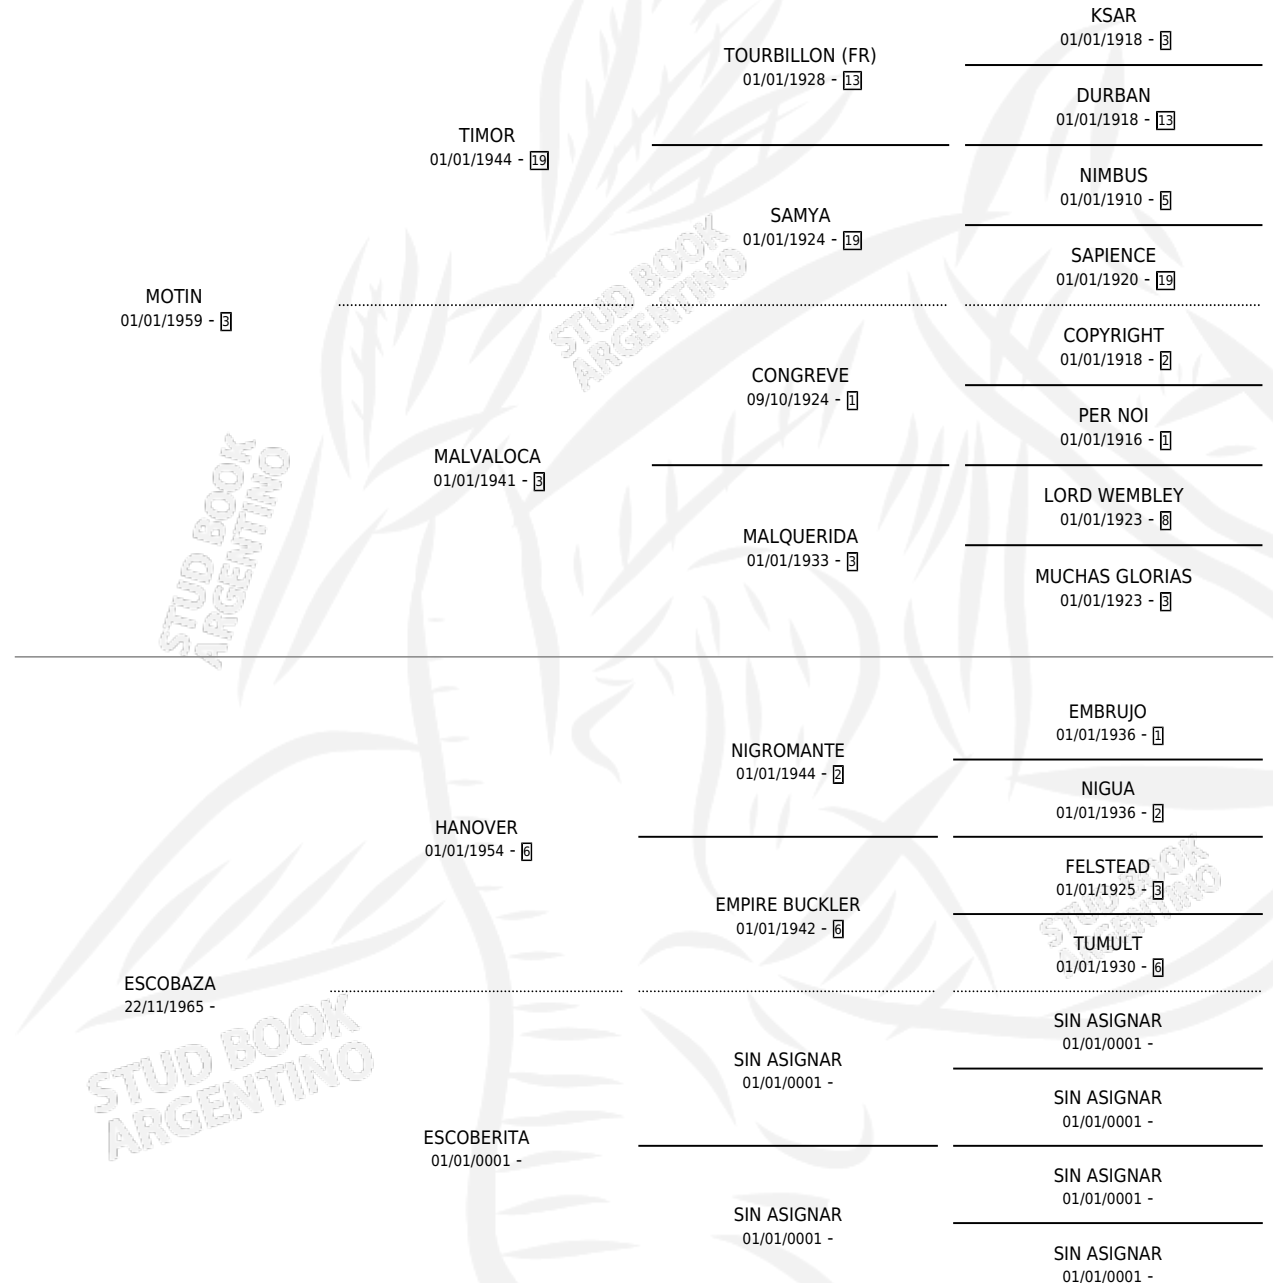 KSAR
01/01/1918 - 3
TOURBILLON (FR)
01/01/1928 - 13
DURBAN
01/01/1918 - 13
TIMOR
01/01/1944 - 19
NIMBUS
01/01/1910 - 5
SAMYA
01/01/1924 - 19
SAPIENCE
01/01/1920 - 19
MOTIN
01/01/1959 - 3
COPYRIGHT
01/01/1918 - 2
CONGREVE
09/10/1924 - 1
PER NOI
01/01/1916 - 1
MALVALOCA
01/01/1941 - 3
LORD WEMBLEY
01/01/1923 - 8
MALQUERIDA
01/01/1933 - 3
MUCHAS GLORIAS
01/01/1923 - 3
EMBRUJO
01/01/1936 - 1
NIGROMANTE
01/01/1944 - 2
NIGUA
01/01/1936 - 2
HANOVER
01/01/1954 - 6
FELSTEAD
01/01/1925 - 3
EMPIRE BUCKLER
01/01/1942 - 6
TUMULT
01/01/1930 - 6
ESCOBAZA
22/11/1965 -
SIN ASIGNAR
01/01/0001 -
SIN ASIGNAR
01/01/0001 -
SIN ASIGNAR
01/01/0001 -
ESCOBERITA
01/01/0001 -
SIN ASIGNAR
01/01/0001 -
SIN ASIGNAR
01/01/0001 -
SIN ASIGNAR
01/01/0001 -
STUD BOOK
ARGENTINO
STUD BOOK
ARGENTINO
STUD BOOK
ARGENTINO
STUD BOOK
ARGENTINO